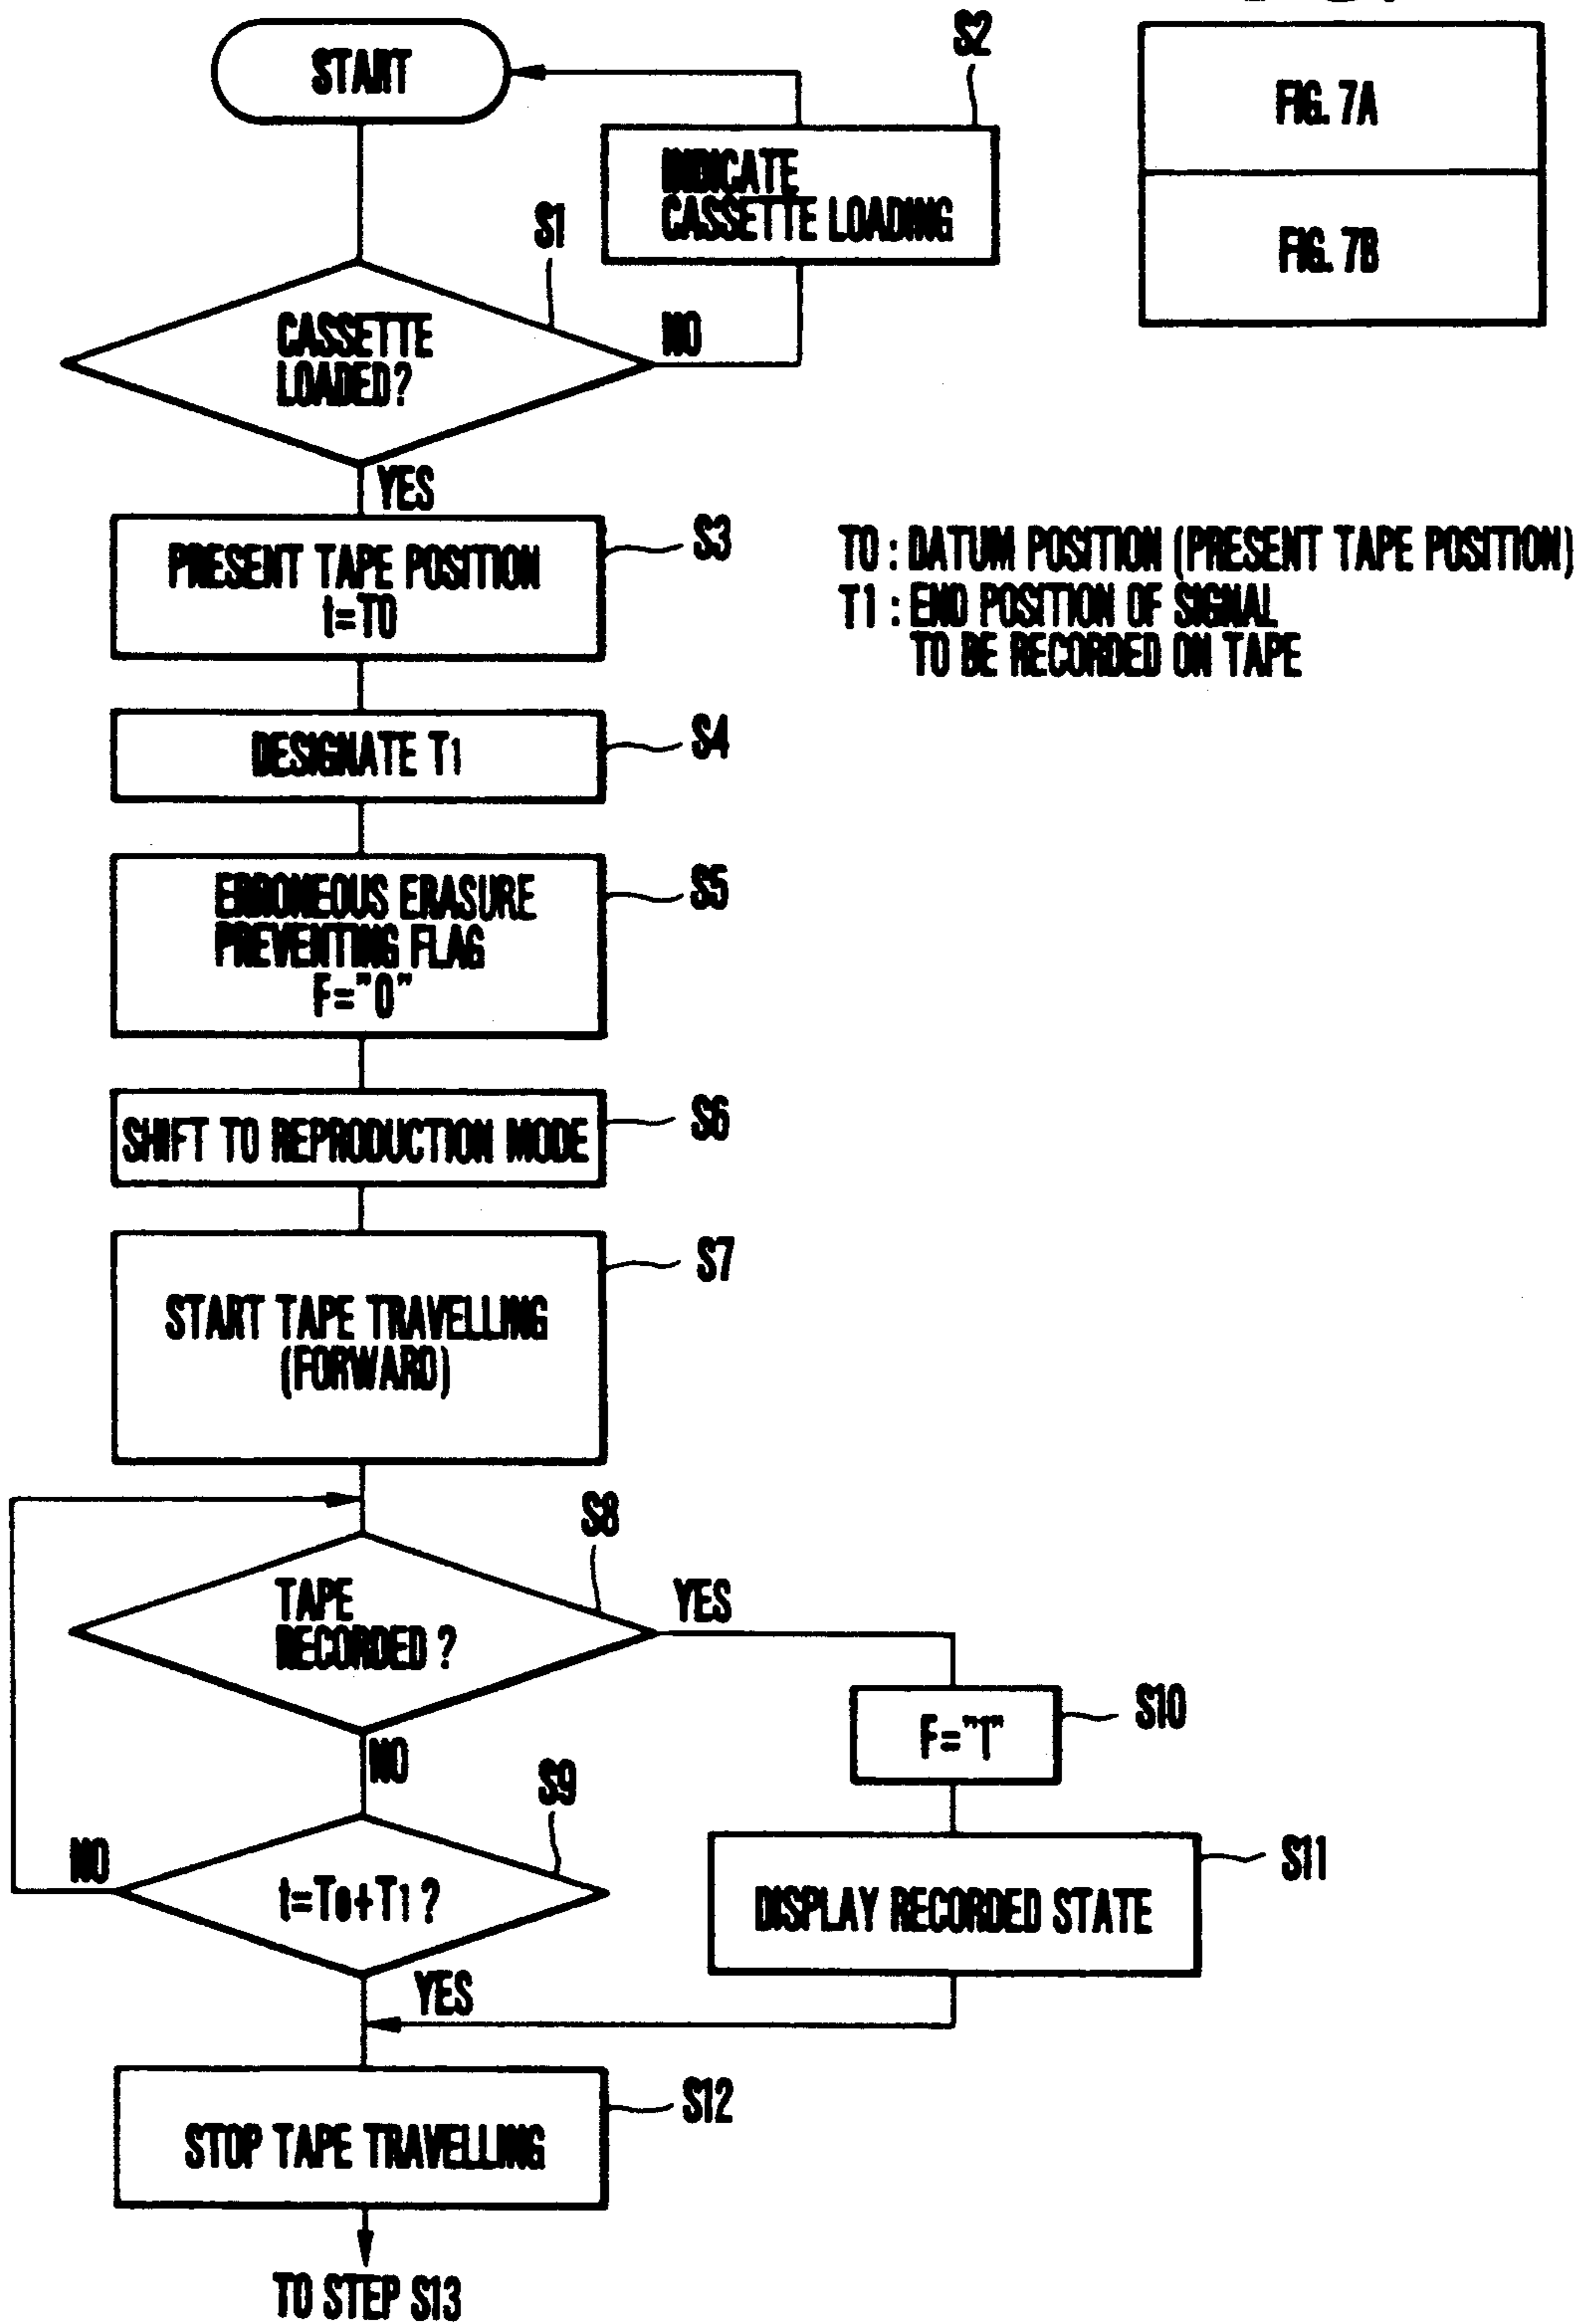 START
S2
INDICATE
CASSETTE LOADING
FIG. 7A
FIG. 7B
S1
CASSETTE
LOADED?
NO
YES
PRESENT TAPE POSITION
t=T0
S3
T0 : DATUM POSITION (PRESENT TAPE POSITION)
T1 : END POSITION OF SIGNAL
TO BE RECORDED ON TAPE
DESIGNATE T1
S4
ERRONEOUS ERASURE
PREVENTING FLAG
F="0"
S5
SHIFT TO REPRODUCTION MODE
S6
START TAPE TRAVELLING
(FORWARD)
S7
S8
TAPE
RECORDED ?
YES
NO
F="1"
S10
S9
t=T0+T1 ?
NO
YES
DISPLAY RECORDED STATE
S11
STOP TAPE TRAVELLING
S12
TO STEP S13